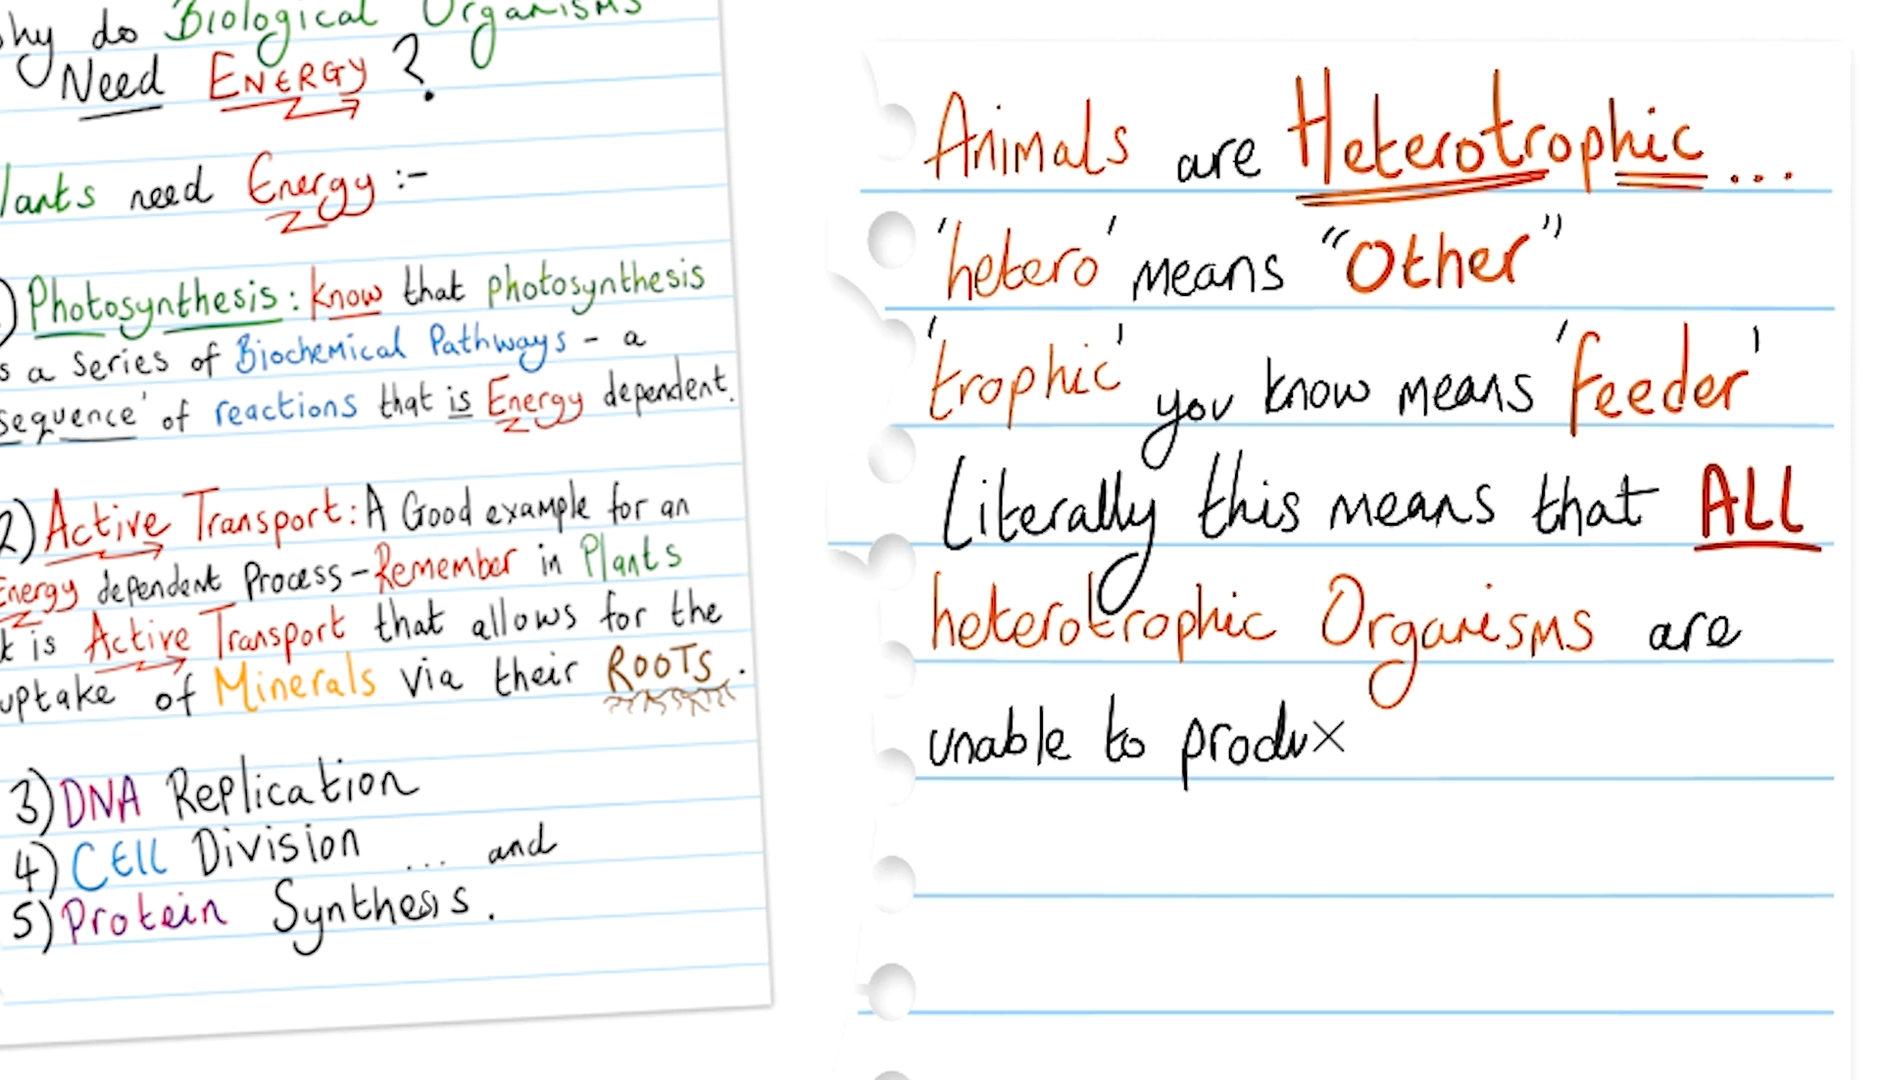 hy do Biological Organisms
Need ENERGY ?
lants need Energy :-
) Photosynthesis : know that photosynthesis
s a series of Biochemical Pathways - a
sequence' of reactions that is Energy dependent.
2) Active Transport : A Good example for an
Energy dependent Process - Remember in Plants
t is Active Transport that allows for the
uptake of Minerals via their ROOTS .
3) DNA Replication
4) CEll Division ... and
5) Protein Synthesis .
Animals are Heterotrophic ...
'hetero' means "Other"
'trophic' you know means 'feeder'
Literally this means that ALL
heterotrophic Organisms are
unable to produx